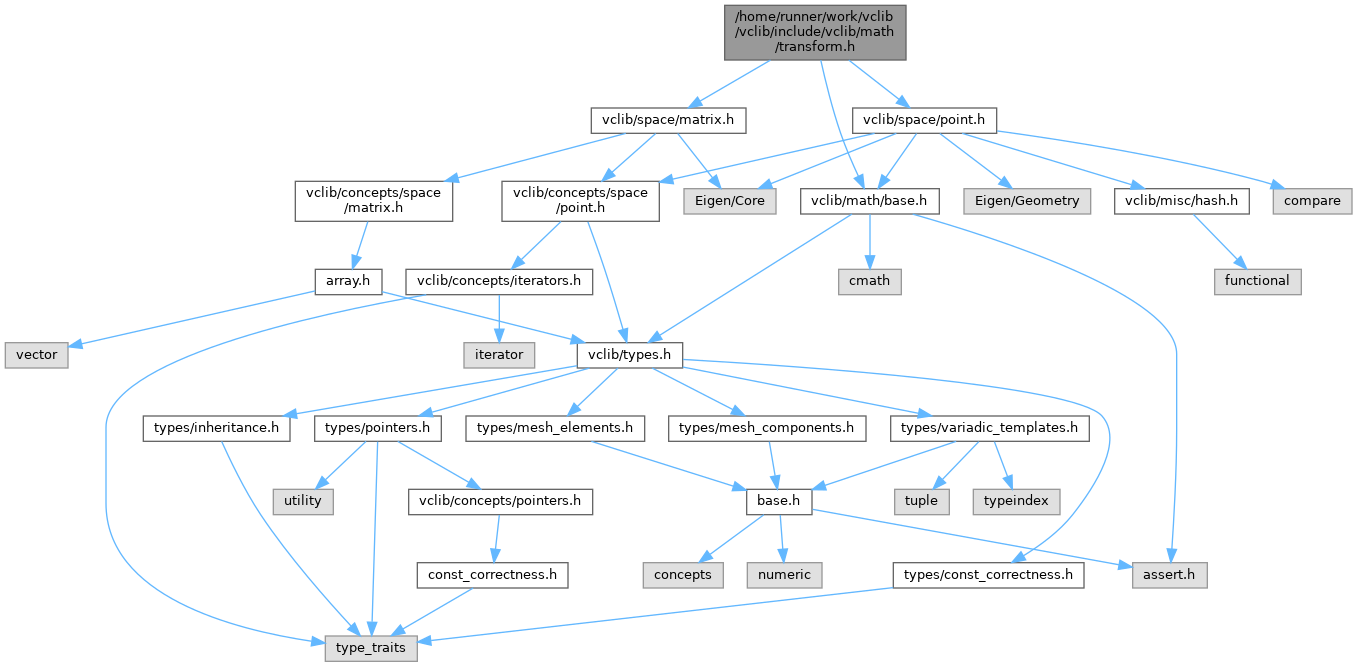 /home/runner/work/vclib
/vclib/include/vclib/math
/transform.h
vclib/space/matrix.h
vclib/space/point.h
vclib/concepts/space
/matrix.h
vclib/concepts/space
/point.h
Eigen/Core
vclib/math/base.h
Eigen/Geometry
vclib/misc/hash.h
compare
array.h
vclib/concepts/iterators.h
cmath
functional
vector
iterator
vclib/types.h
types/inheritance.h
types/pointers.h
types/mesh_elements.h
types/mesh_components.h
types/variadic_templates.h
utility
vclib/concepts/pointers.h
base.h
tuple
typeindex
const_correctness.h
concepts
numeric
types/const_correctness.h
assert.h
type_traits